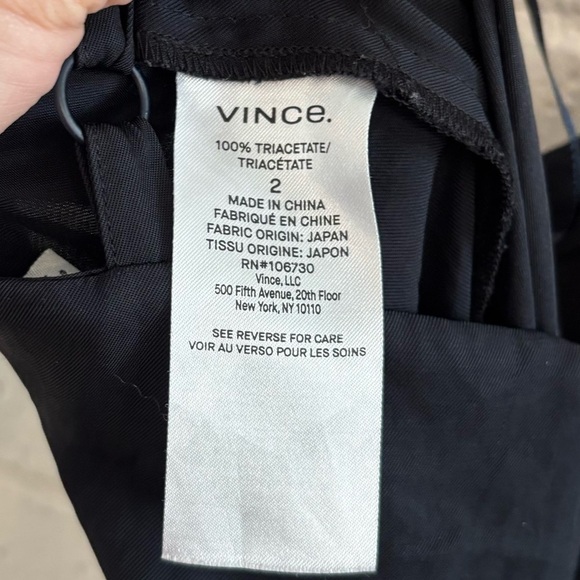 VINCE.
100% TRIACETATE/
TRIACÉTATE
2
MADE IN CHINA
FABRIQUÉ EN CHINE
FABRIC ORIGIN: JAPAN
TISSU ORIGINE: JAPON
RN#106730
Vince, LLC
500 Fifth Avenue, 20th Floor
New York, NY 10110
SEE REVERSE FOR CARE
VOIR AU VERSO POUR LES SOINS